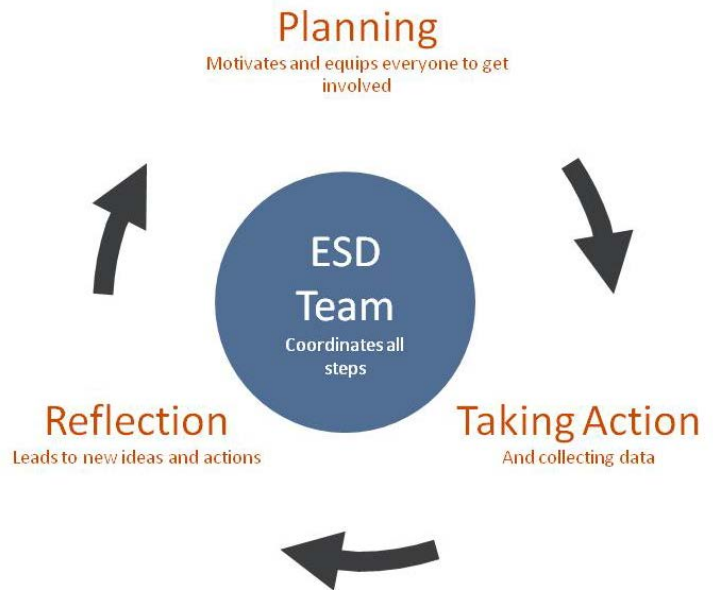 Planning
Motivates and equips everyone to get
involved
ESD
Team
Coordinates all
steps
Reflection
Leads to new ideas and actions
Taking Action
And collecting data